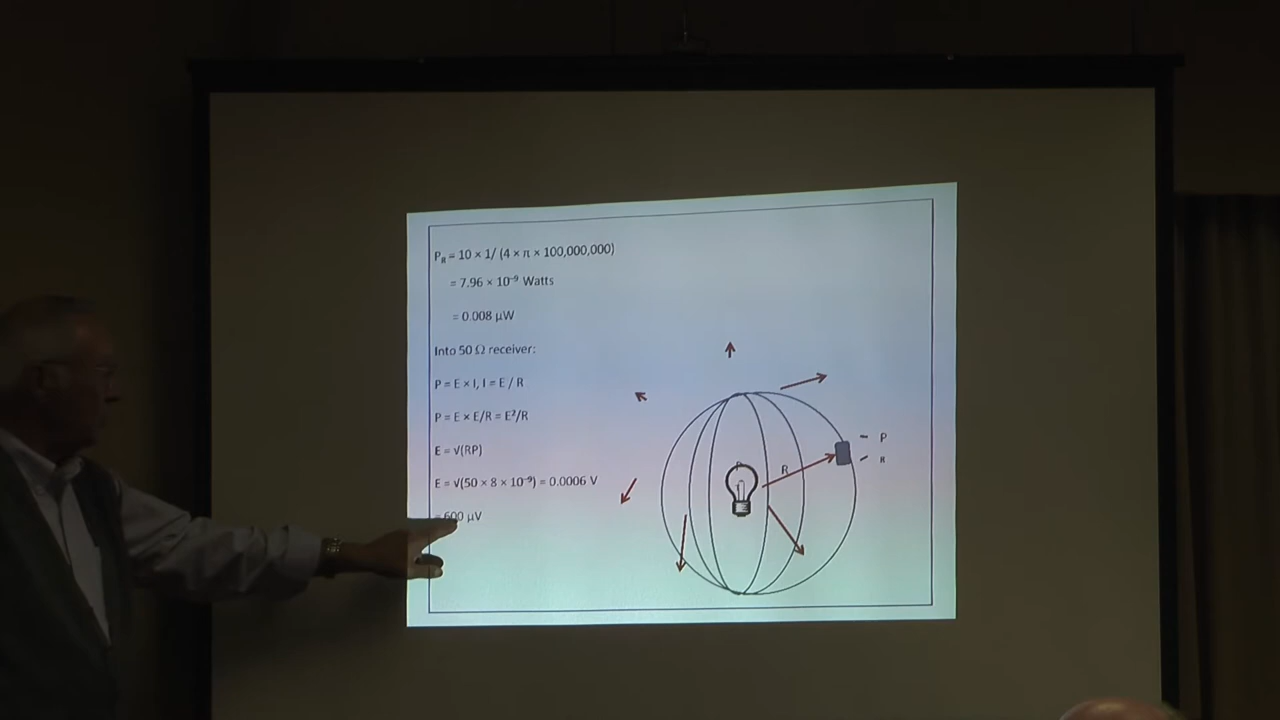 P_R = 10 × 1/ (4 × π × 100,000,000)
= 7.96 × 10⁻⁹ Watts
= 0.008 μW
Into 50 Ω receiver:
P = E × I, I = E / R
P = E × E/R = E²/R
E = √(RP)
E = √(50 × 8 × 10⁻⁹) = 0.0006 V
= 600 μV
R
P
R